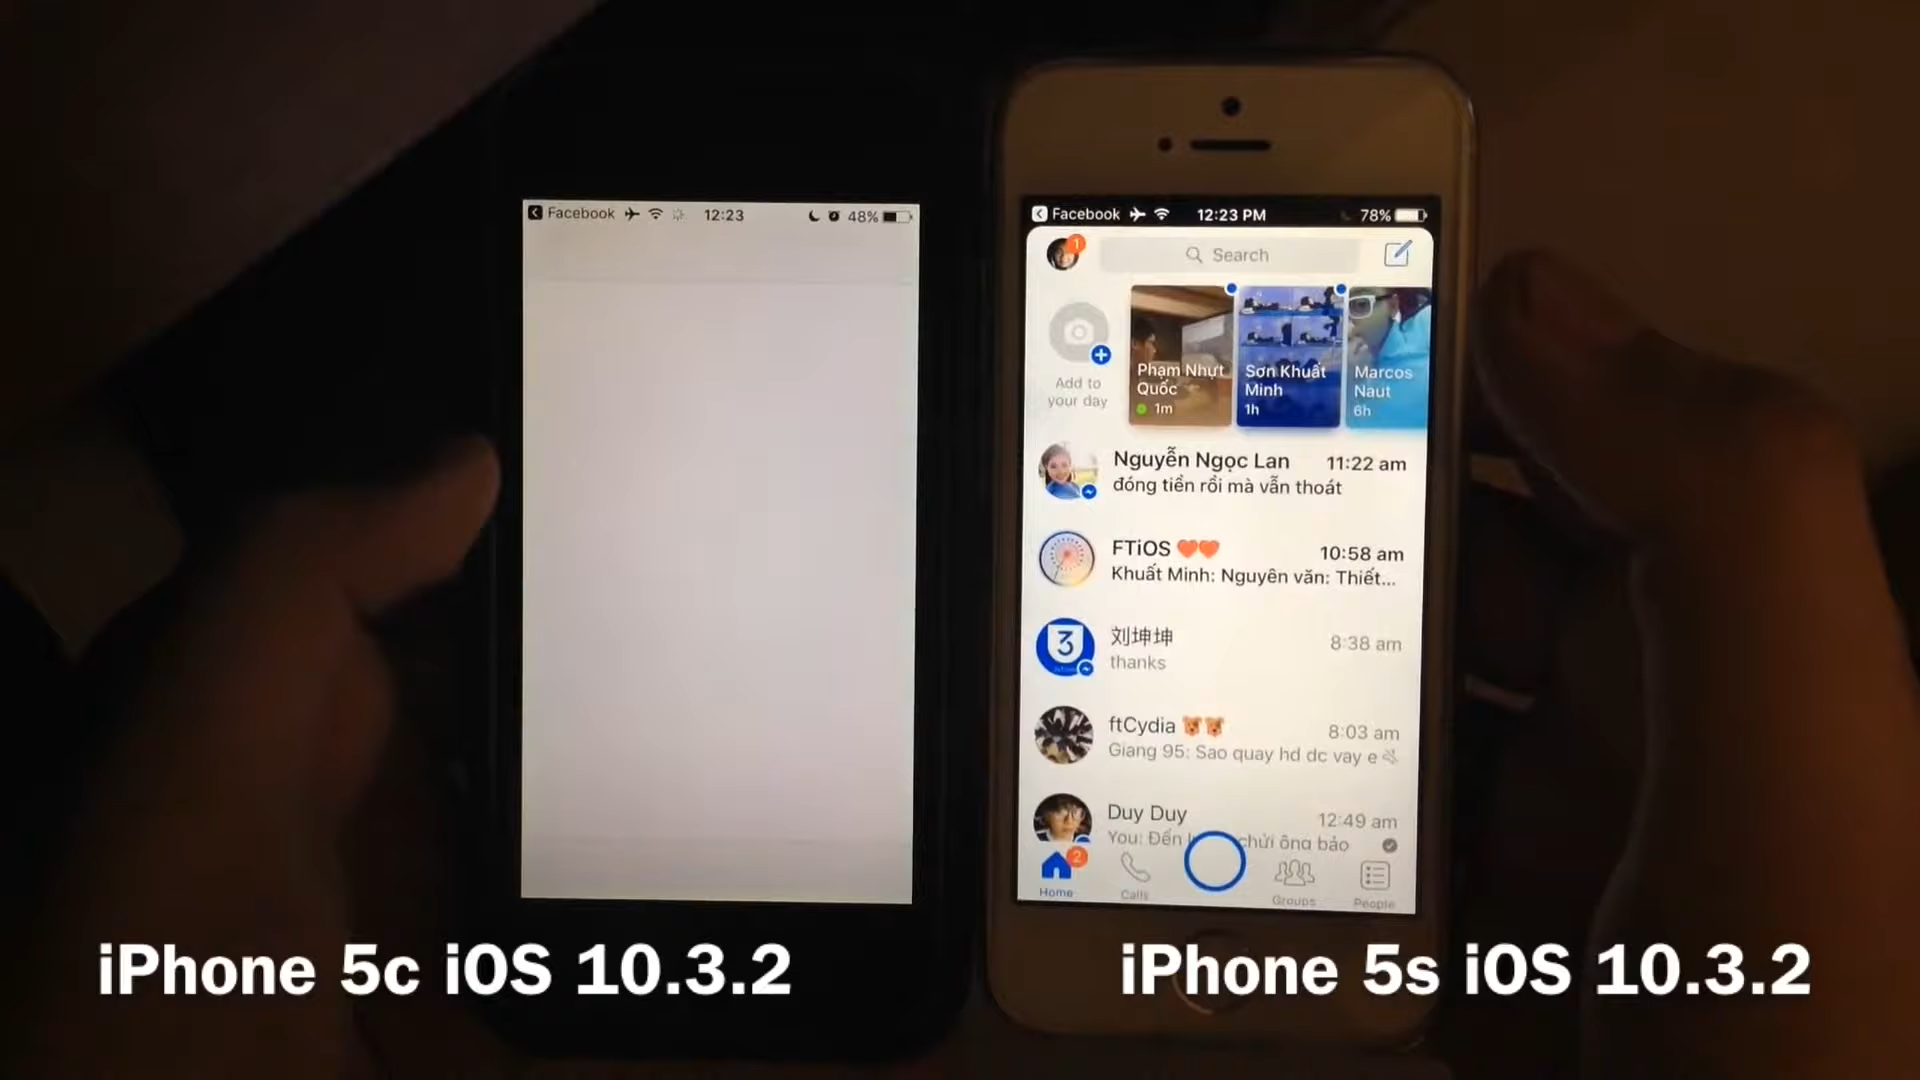 Facebook 12:23 48%
Facebook 12:23 PM 78%
1
Search
Add to
your day
Phạm Nhựt
Quốc
1m
Sơn Khuất
Minh
1h
Marcos
Naut
6h
Nguyễn Ngọc Lan 11:22 am
đóng tiền rồi mà vẫn thoát
FTiOS ❤️❤️ 10:58 am
Khuất Minh: Nguyên văn: Thiết...
3
刘坤坤 8:38 am
thanks
ftCydia 🐶🐶 8:03 am
Giang 95: Sao quay hd dc vay e
Duy Duy 12:49 am
You: Đến chửi ông bảo
2
Home Calls Groups People
iPhone 5c iOS 10.3.2
iPhone 5s iOS 10.3.2